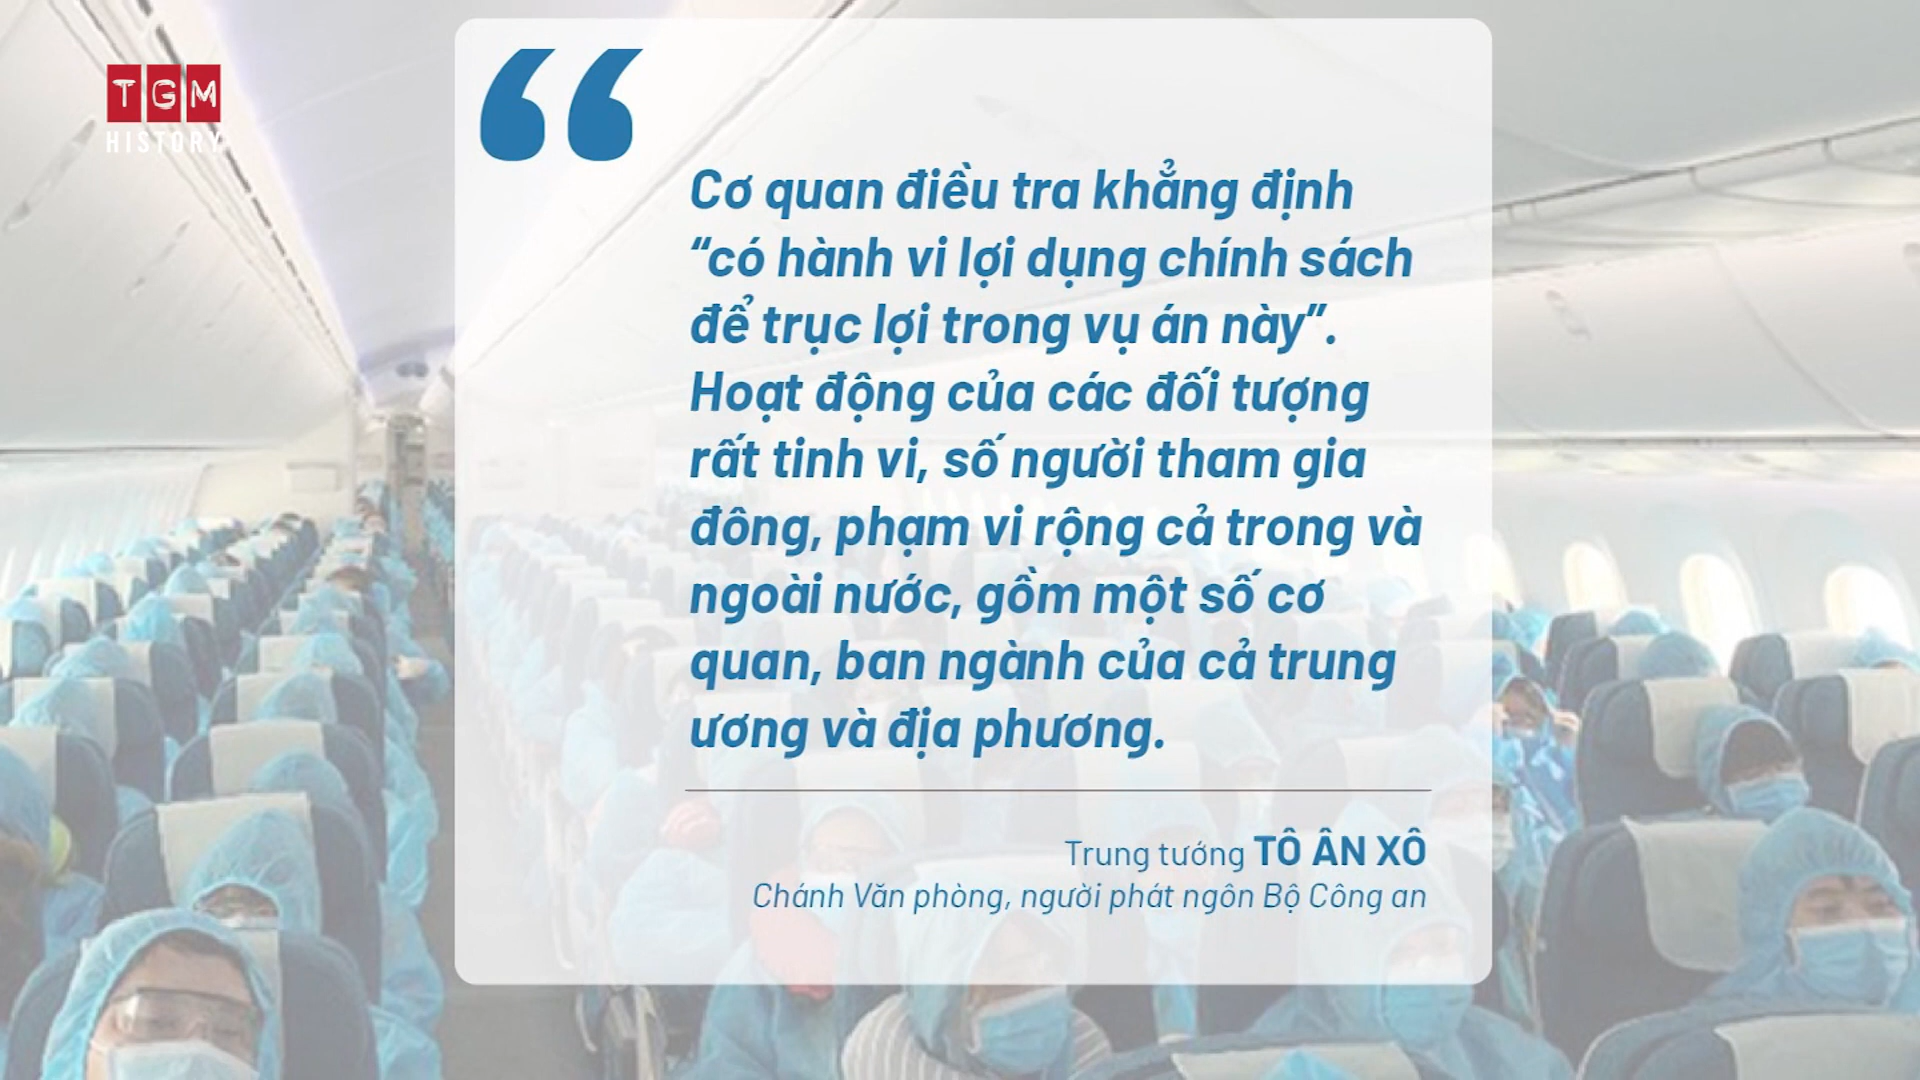 TGM
HISTORY
“
Cơ quan điều tra khẳng định
“có hành vi lợi dụng chính sách
để trục lợi trong vụ án này”.
Hoạt động của các đối tượng
rất tinh vi, số người tham gia
đông, phạm vi rộng cả trong và
ngoài nước, gồm một số cơ
quan, ban ngành của cả trung
ương và địa phương.
Trung tướng TÔ ÂN XÔ
Chánh Văn phòng, người phát ngôn Bộ Công an